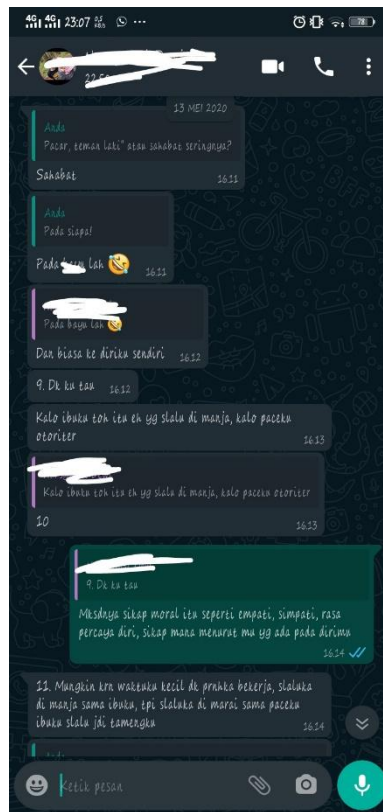 4G 4G 23:07
78
13 MEI 2020
Anda
Pacar, teman laki" atau sahabat seringnya?
Sahabat 16.11
Anda
Pada siapa!
Pada lah 🤣 16.11
Pada bayu lah 🤣
Dan biasa ke diriku sendiri 16.12
9. Dk ku tau 16.12
Kalo ibuku toh itu eh yg slalu di manja, kalo paceku
otoriter 16.13
Kalo ibuku toh itu eh yg slalu di manja, kalo paceku otoriter
10 16.13
9. Dk ku tau
Mksdnya sikap moral itu seperti empati, simpati, rasa
percaya diri, sikap mana menurut mu yg ada pada dirimu
16.14
11. Mungkin krn waktuku kecil dk prnhka bekerja, slaluka
di manja sama ibuku, tpi slaluka di marai sama paceku
ibuku slalu jdi tamengku 16.14
Anda
Ketik pesan